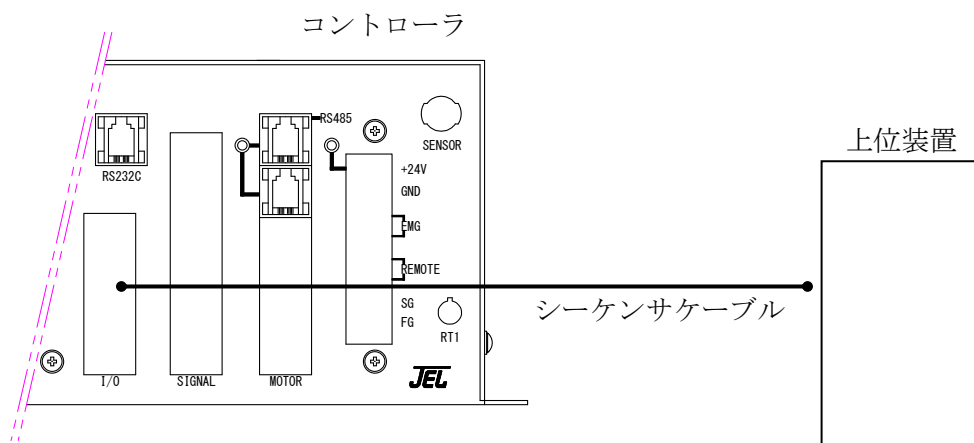 コントローラ
RS485
SENSOR
上位装置
RS232C
+24V
GND
EMG
REMOTE
シーケンサケーブル
SG
FG
RT1
I/O
SIGNAL
MOTOR
JEL